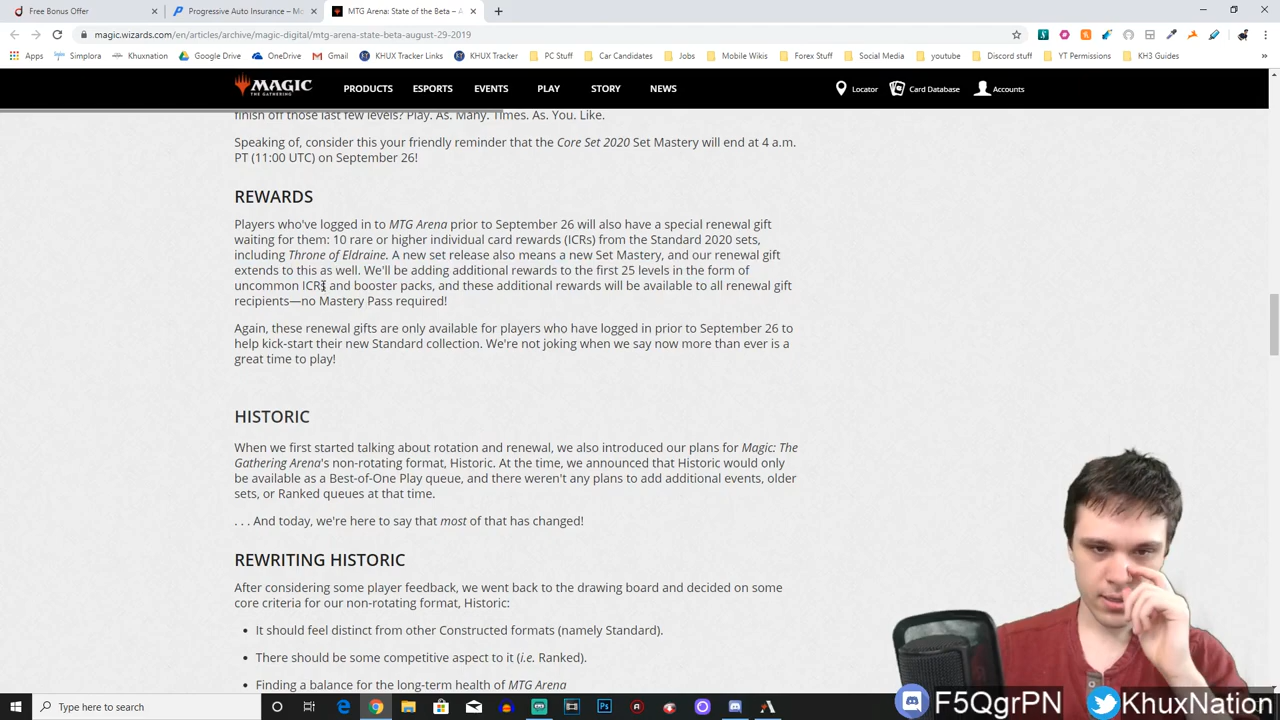 Free Bonus Offer
Progressive Auto Insurance – Mo
MTG Arena: State of the Beta – A
magic.wizards.com/en/articles/archive/magic-digital/mtg-arena-state-beta-august-29-2019
Apps Simplora Khuxnation Google Drive OneDrive Gmail KHUX Tracker Links KHUX Tracker PC Stuff Car Candidates Jobs Mobile Wikis Forex Stuff Social Media youtube Discord stuff YT Permissions KH3 Guides
MAGIC PRODUCTS ESPORTS EVENTS PLAY STORY NEWS Locator Card Database Accounts
finish off those last few levels? Play. As. Many. Times. As. You. Like.
Speaking of, consider this your friendly reminder that the Core Set 2020 Set Mastery will end at 4 a.m.
PT (11:00 UTC) on September 26!
REWARDS
Players who've logged in to MTG Arena prior to September 26 will also have a special renewal gift
waiting for them: 10 rare or higher individual card rewards (ICRs) from the Standard 2020 sets,
including Throne of Eldraine. A new set release also means a new Set Mastery, and our renewal gift
extends to this as well. We'll be adding additional rewards to the first 25 levels in the form of
uncommon ICRs and booster packs, and these additional rewards will be available to all renewal gift
recipients—no Mastery Pass required!
Again, these renewal gifts are only available for players who have logged in prior to September 26 to
help kick-start their new Standard collection. We're not joking when we say now more than ever is a
great time to play!
HISTORIC
When we first started talking about rotation and renewal, we also introduced our plans for Magic: The
Gathering Arena's non-rotating format, Historic. At the time, we announced that Historic would only
be available as a Best-of-One Play queue, and there weren't any plans to add additional events, older
sets, or Ranked queues at that time.
. . . And today, we're here to say that most of that has changed!
REWRITING HISTORIC
After considering some player feedback, we went back to the drawing board and decided on some
core criteria for our non-rotating format, Historic:
• It should feel distinct from other Constructed formats (namely Standard).
• There should be some competitive aspect to it (i.e. Ranked).
• Finding a balance for the long-term health of MTG Arena
F5QgrPN KhuxNation
Type here to search